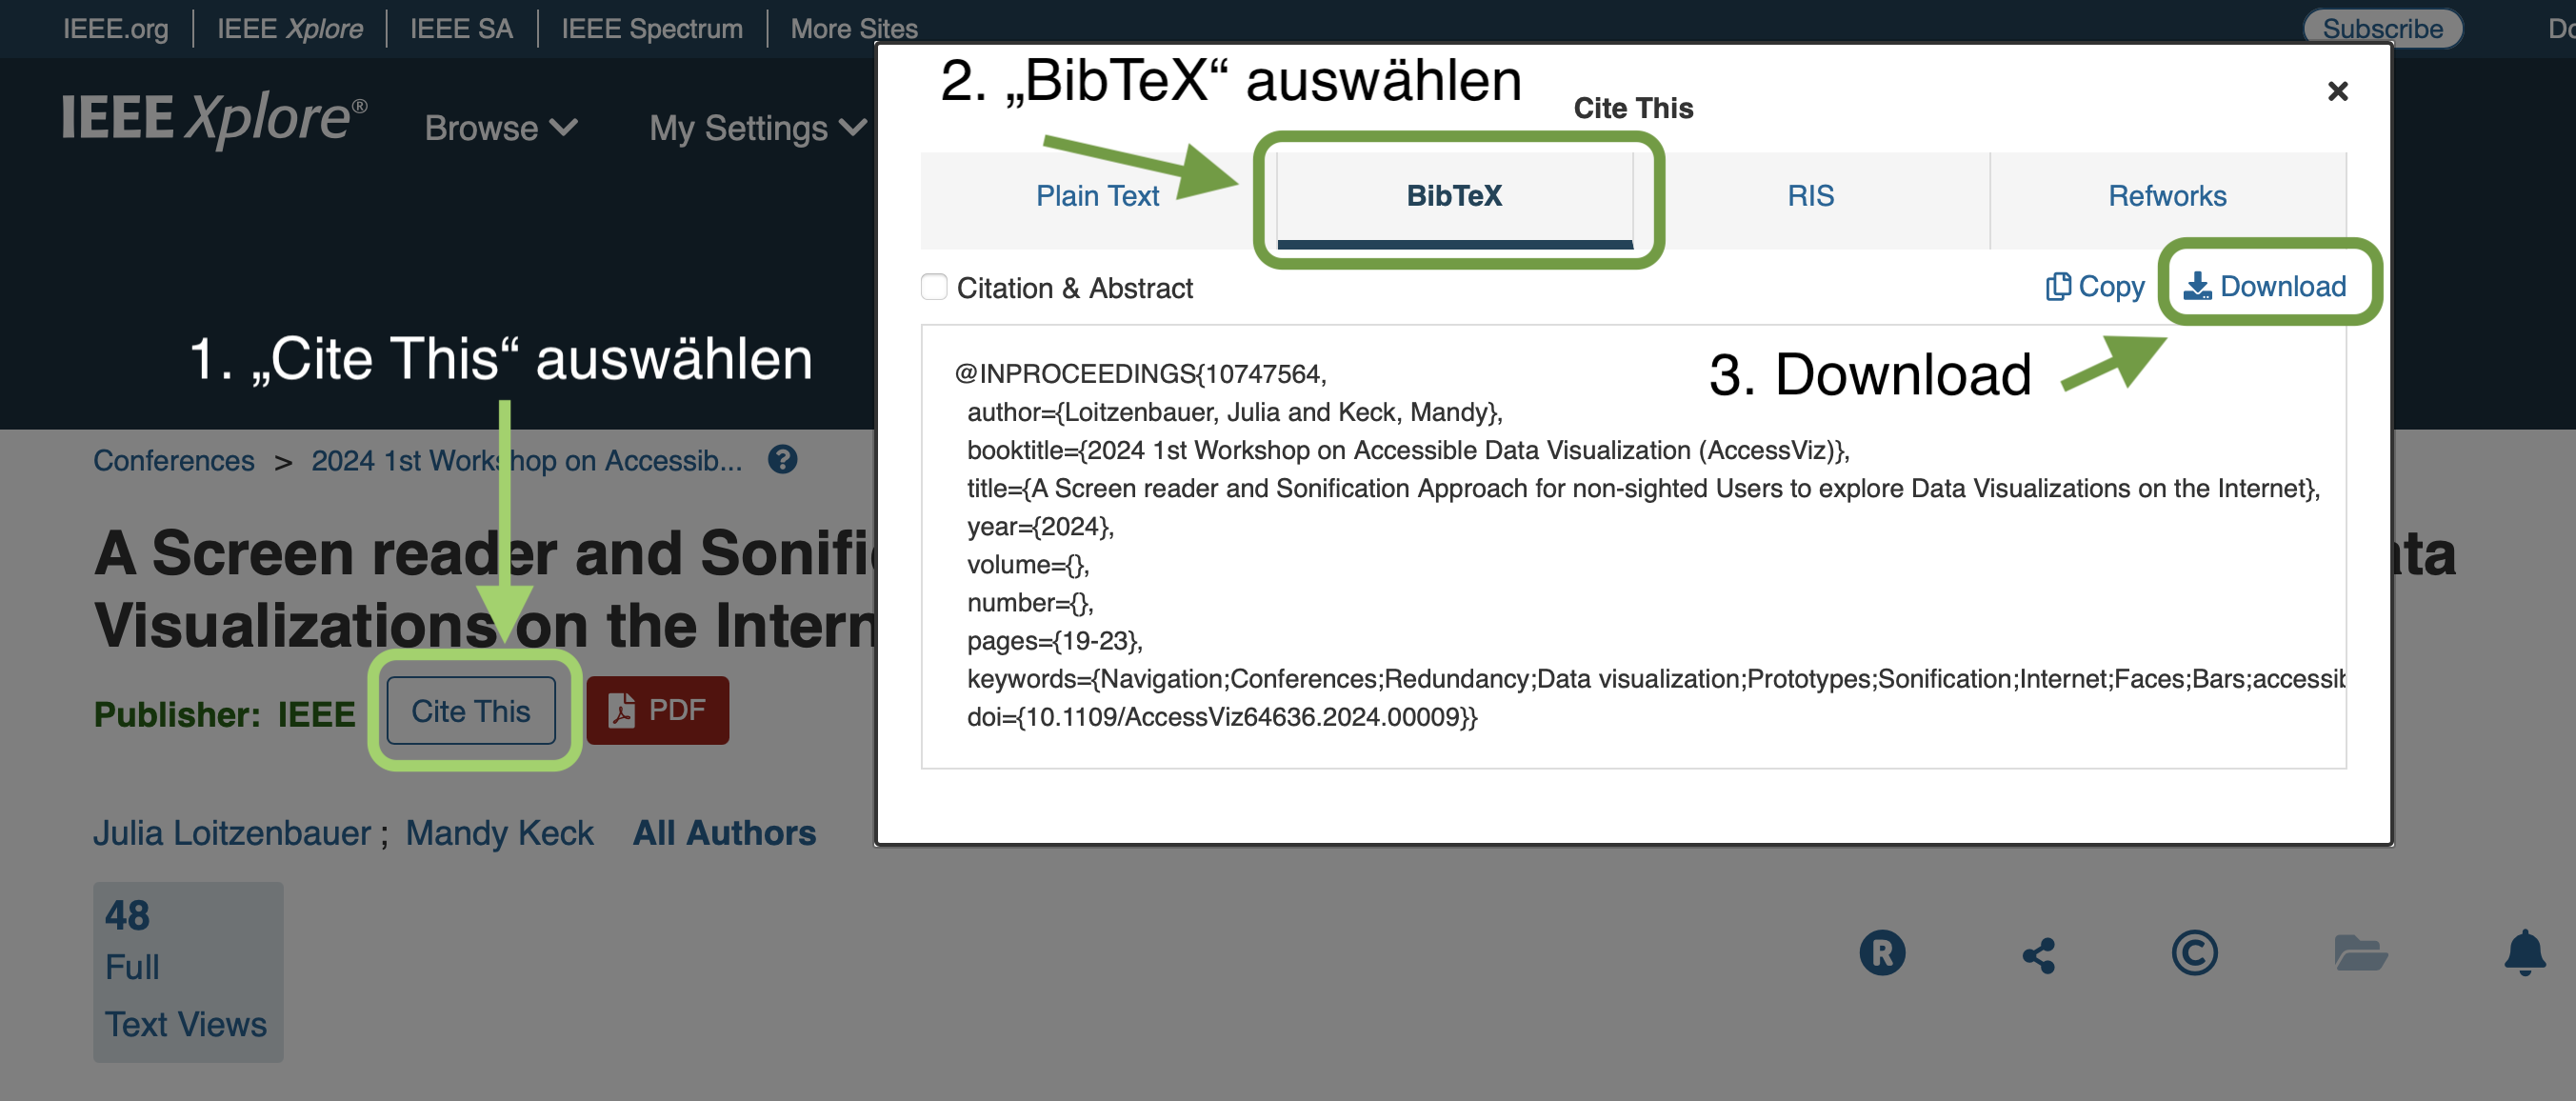 IEEE.org
IEEE Xplore
IEEE SA
IEEE Spectrum
More Sites
Subscribe
IEEE Xplore®
Browse
My Settings
1. „Cite This“ auswählen
Conferences > 2024 1st Workshop on Accessib... ?
A Screen reader and
Visualizations on the
ta
Publisher: IEEE
Cite This
PDF
Julia Loitzenbauer ; Mandy Keck All Authors
48
Full
Text Views
R
©
2. „BibTeX“ auswählen
Cite This
Plain Text
BibTeX
RIS
Refworks
Citation & Abstract
Copy
Download
3. Download
@INPROCEEDINGS{10747564,
author={Loitzenbauer, Julia and Keck, Mandy},
booktitle={2024 1st Workshop on Accessible Data Visualization (AccessViz)},
title={A Screen reader and Sonification Approach for non-sighted Users to explore Data Visualizations on the Internet},
year={2024},
volume={},
number={},
pages={19-23},
keywords={Navigation;Conferences;Redundancy;Data visualization;Prototypes;Sonification;Internet;Faces;Bars;accessib
doi={10.1109/AccessViz64636.2024.00009}}